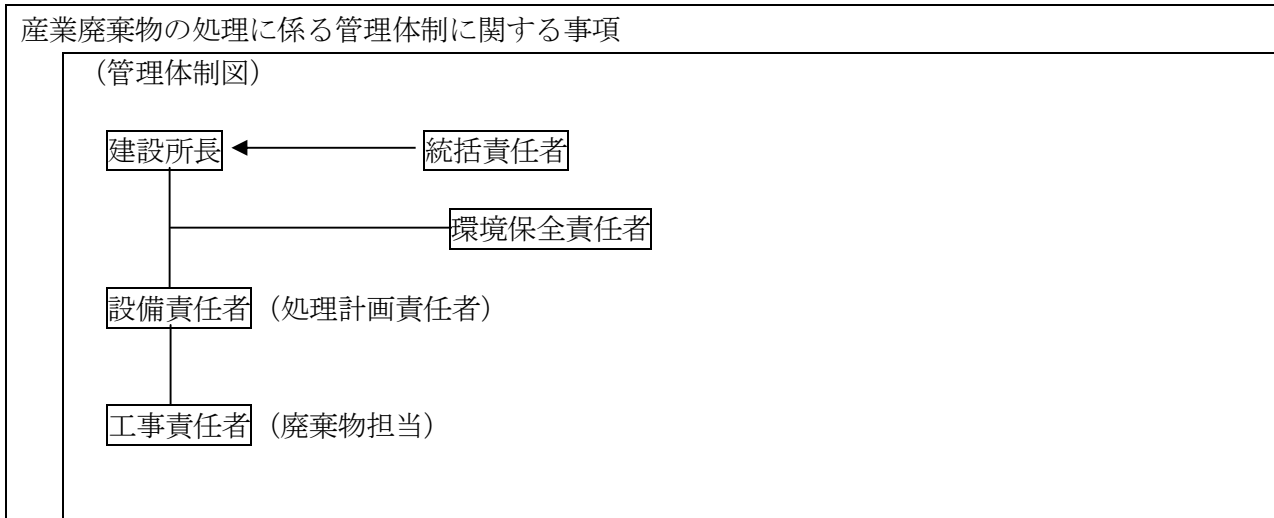 産業廃棄物の処理に係る管理体制に関する事項
（管理体制図）
建設所長 統括責任者
環境保全責任者
設備責任者（処理計画責任者）
工事責任者（廃棄物担当）